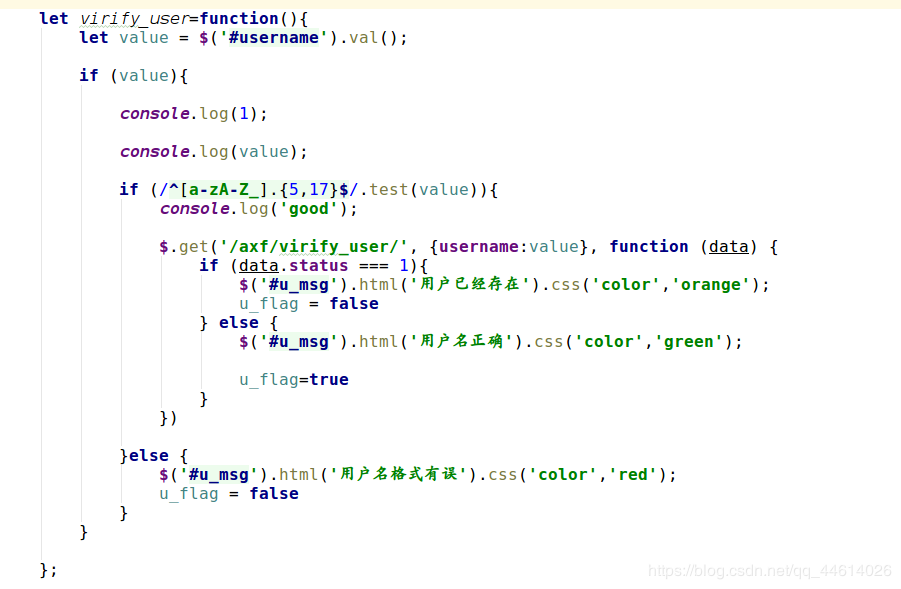 let virify_user=function(){
let value = $('#username').val();
if (value){
console.log(1);
console.log(value);
if (/^[a-zA-Z_].{5,17}$/.test(value)){
console.log('good');
$.get('/axf/virify_user/', {username:value}, function (data) {
if (data.status === 1){
$('#u_msg').html('用户已经存在').css('color','orange');
u_flag = false
} else {
$('#u_msg').html('用户名正确').css('color','green');
u_flag=true
}
})
}else {
$('#u_msg').html('用户名格式有误').css('color','red');
u_flag = false
}
}
};
https://blog.csdn.net/qq_44614026